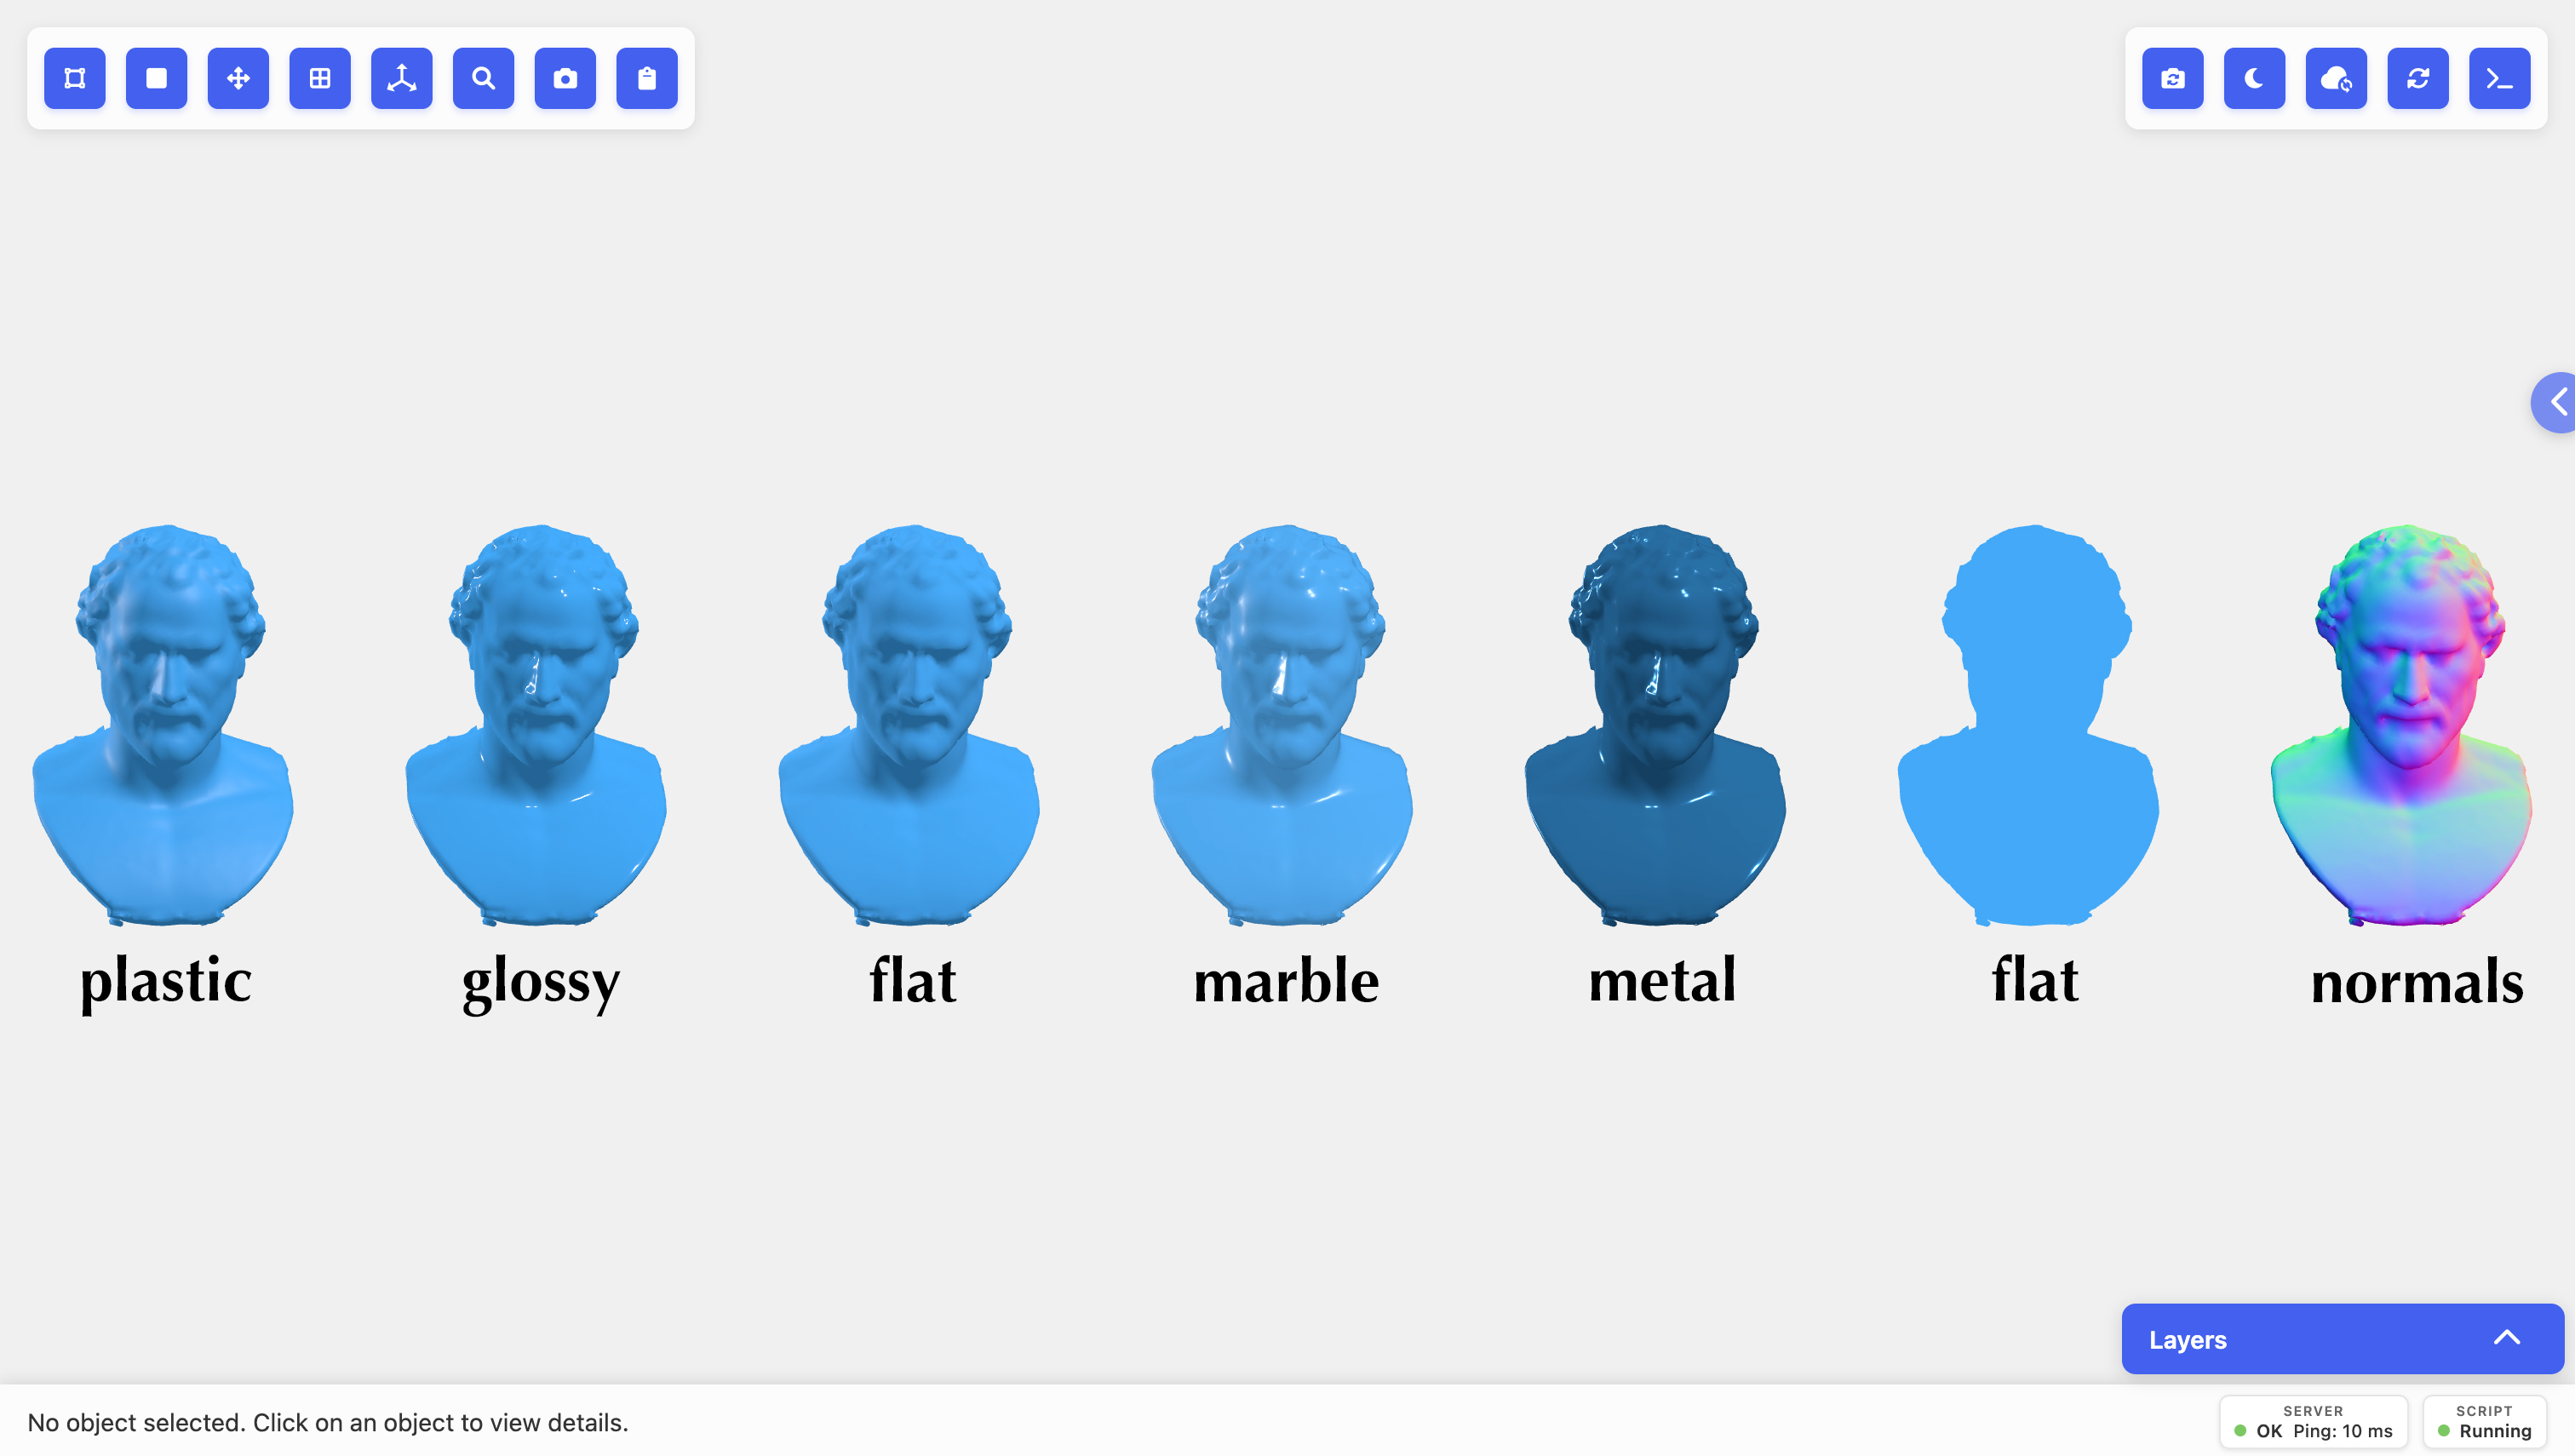 plastic
glossy
flat
marble
metal
flat
normals
Layers
No object selected. Click on an object to view details.
SERVER
OK Ping: 10 ms
SCRIPT
Running